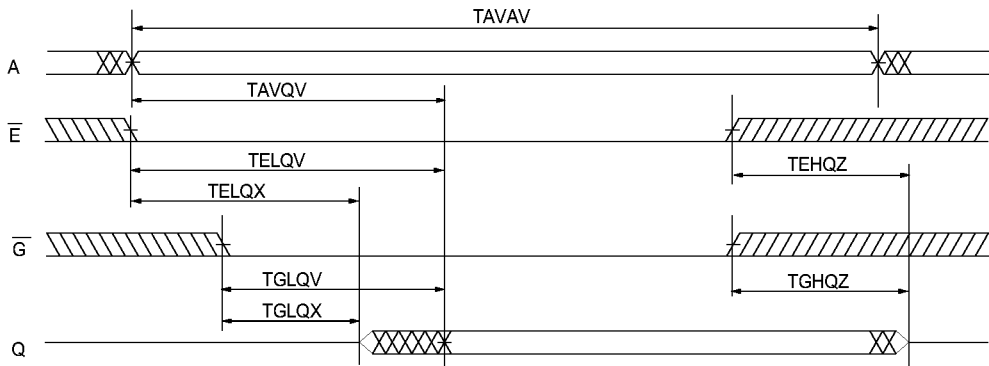 TAVAV
A
TAVQV
E
TELQV
TEHQZ
TELQX
G
TGLQV
TGHQZ
TGLQX
Q